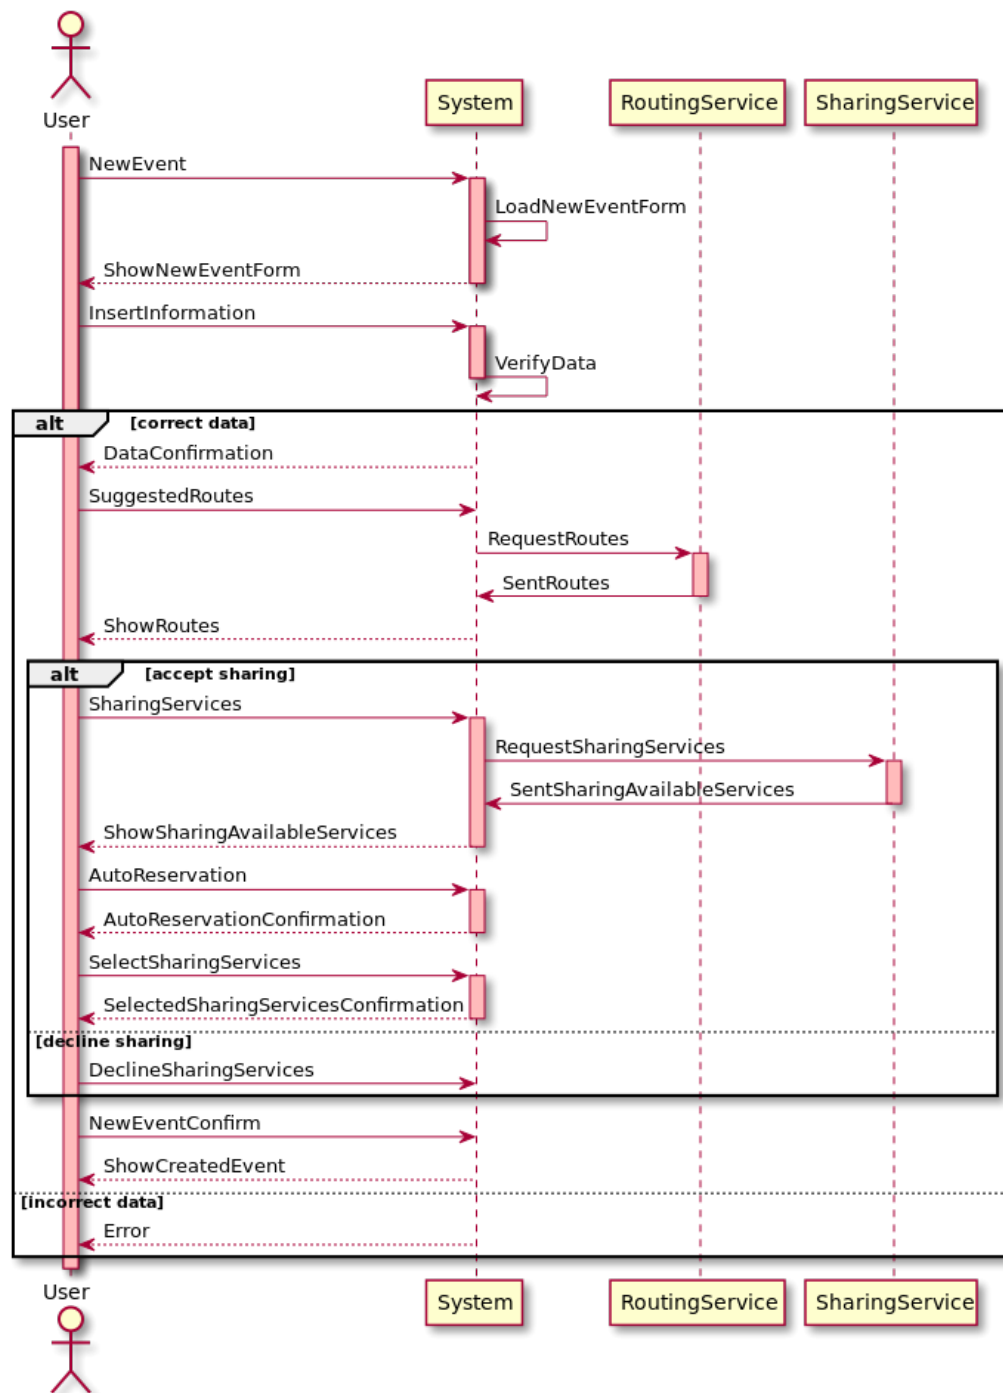 User
System
RoutingService
SharingService
NewEvent
LoadNewEventForm
ShowNewEventForm
InsertInformation
VerifyData
alt [correct data]
DataConfirmation
SuggestedRoutes
RequestRoutes
SentRoutes
ShowRoutes
alt [accept sharing]
SharingServices
RequestSharingServices
SentSharingAvailableServices
ShowSharingAvailableServices
AutoReservation
AutoReservationConfirmation
SelectSharingServices
SelectedSharingServicesConfirmation
[decline sharing]
DeclineSharingServices
NewEventConfirm
ShowCreatedEvent
[incorrect data]
Error
User
System
RoutingService
SharingService